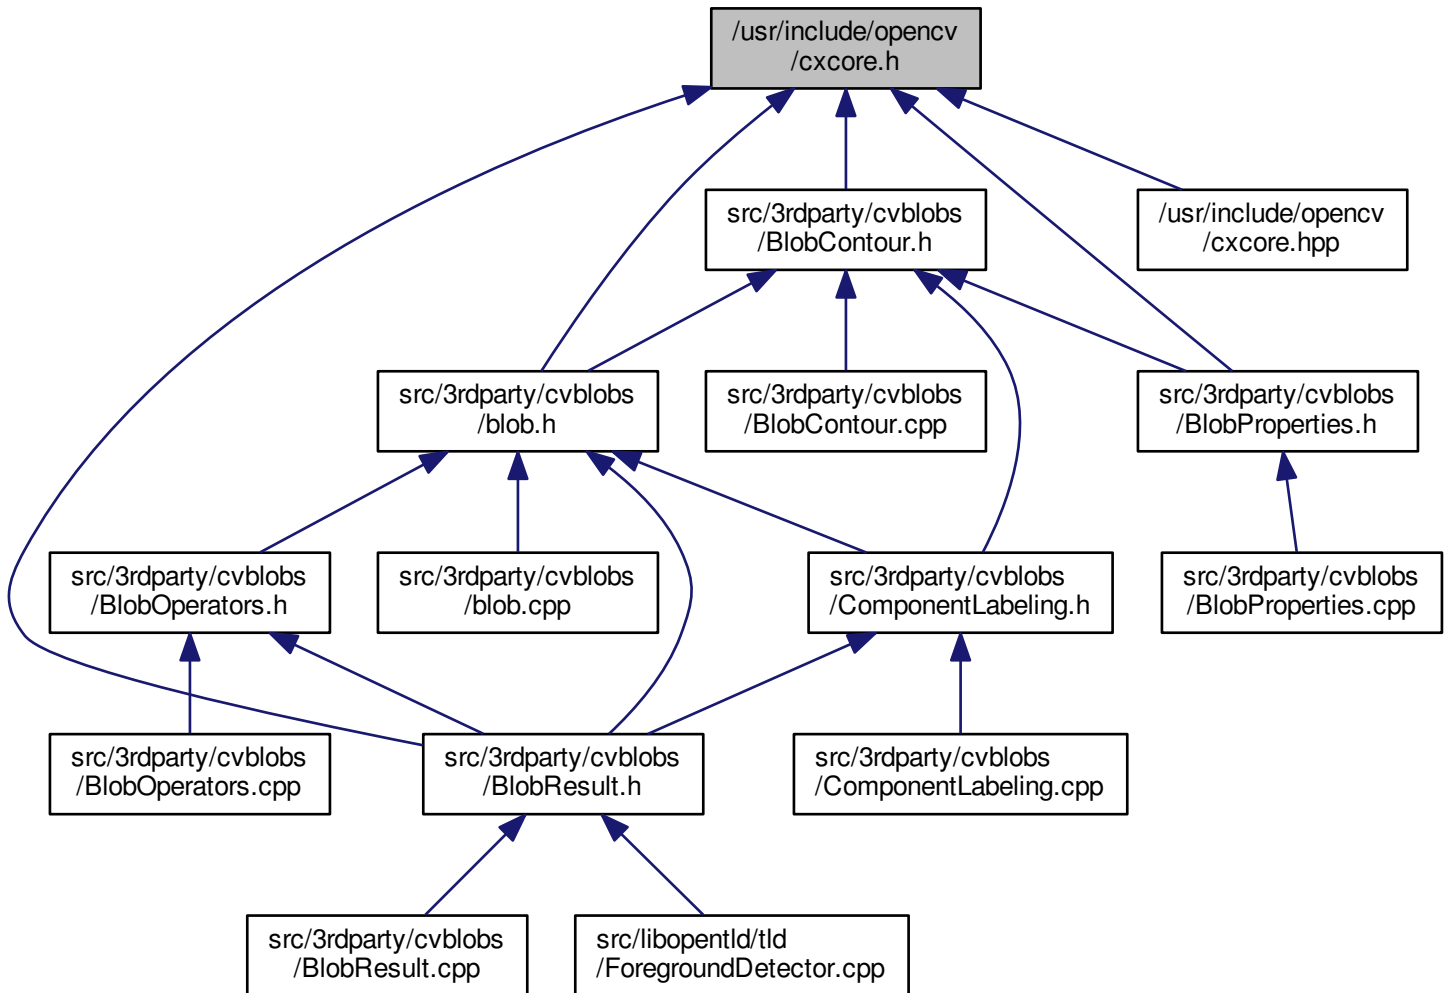 /usr/include/opencv
/cxcore.h
src/3rdparty/cvblobs
/BlobContour.h
/usr/include/opencv
/cxcore.hpp
src/3rdparty/cvblobs
/blob.h
src/3rdparty/cvblobs
/BlobContour.cpp
src/3rdparty/cvblobs
/BlobProperties.h
src/3rdparty/cvblobs
/BlobOperators.h
src/3rdparty/cvblobs
/blob.cpp
src/3rdparty/cvblobs
/ComponentLabeling.h
src/3rdparty/cvblobs
/BlobProperties.cpp
src/3rdparty/cvblobs
/BlobOperators.cpp
src/3rdparty/cvblobs
/BlobResult.h
src/3rdparty/cvblobs
/ComponentLabeling.cpp
src/3rdparty/cvblobs
/BlobResult.cpp
src/libopentld/tld
/ForegroundDetector.cpp